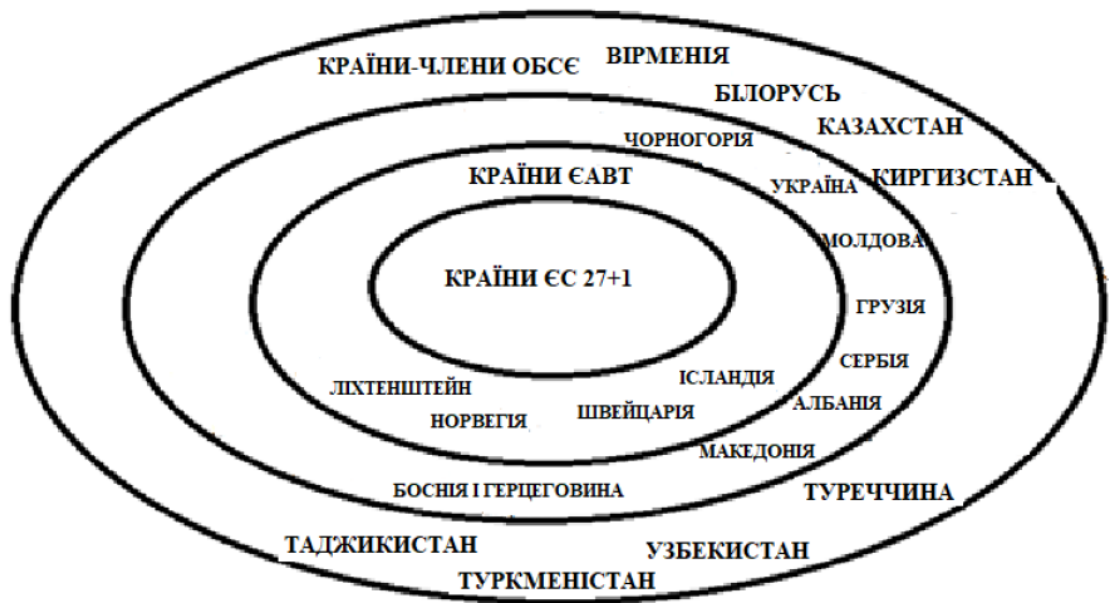 КРАЇНИ-ЧЛЕНИ ОБСЄ
ВІРМЕНІЯ
БІЛОРУСЬ
КАЗАХСТАН
ЧОРНОГОРІЯ
КРАЇНИ ЄАВТ
УКРАЇНА
КИРГИЗСТАН
МОЛДОВА
КРАЇНИ ЄС 27+1
ГРУЗІЯ
СЕРБІЯ
ІСЛАНДІЯ
ЛІХТЕНШТЕЙН
АЛБАНІЯ
ШВЕЙЦАРІЯ
НОРВЕГІЯ
МАКЕДОНІЯ
БОСНІЯ І ГЕРЦЕГОВИНА
ТУРЕЧЧИНА
ТАДЖИКИСТАН
УЗБЕКИСТАН
ТУРКМЕНІСТАН